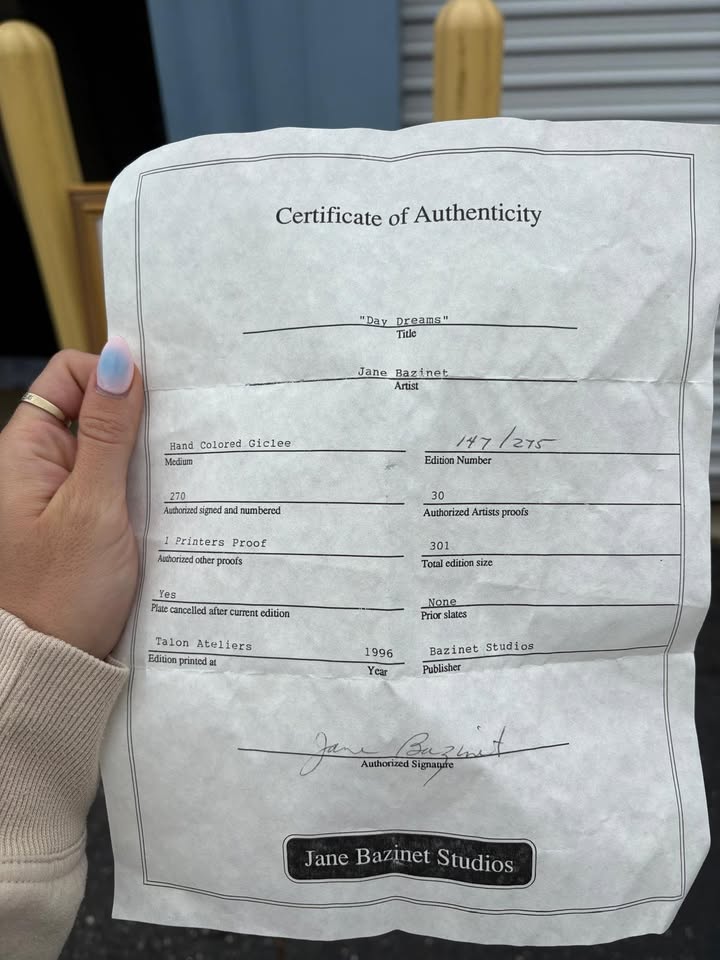 Certificate of Authenticity
"Day Dreams"
Title
Jane Bazinet
Artist
Hand Colored Giclee
Medium
147/275
Edition Number
270
Authorized signed and numbered
30
Authorized Artists proofs
1 Printers Proof
Authorized other proofs
301
Total edition size
Yes
Plate cancelled after current edition
None
Prior slates
Talon Ateliers 1996
Edition printed at Year
Bazinet Studios
Publisher
Jane Bazinet
Authorized Signature
Jane Bazinet Studios